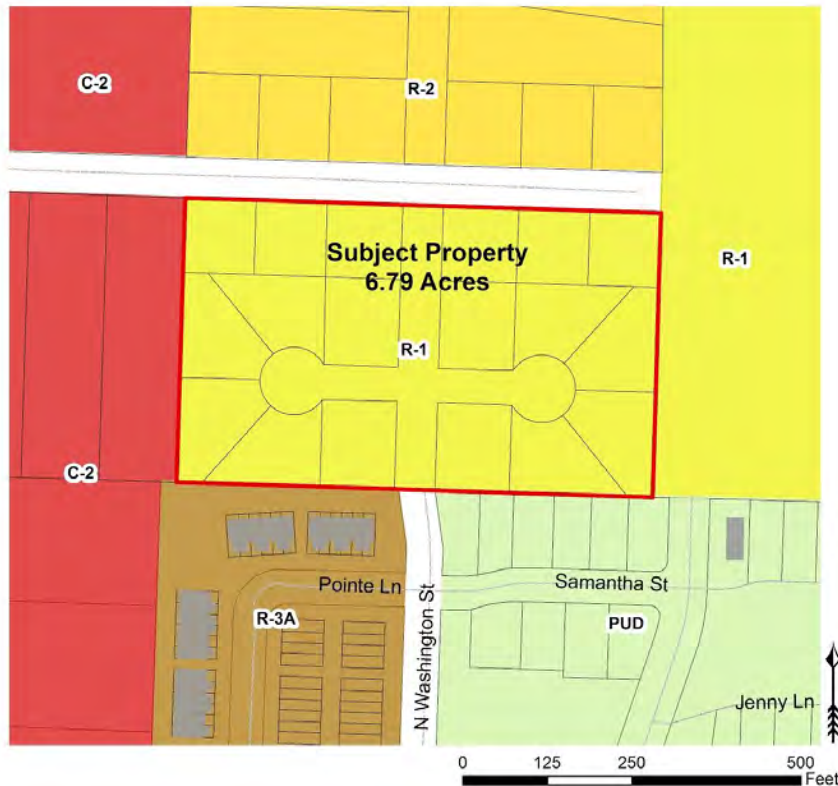 C-2
R-2
Subject Property
6.79 Acres
R-1
R-1
C-2
Pointe Ln
Samantha St
R-3A
N Washington St
PUD
Jenny Ln
0 125 250 500
Feet